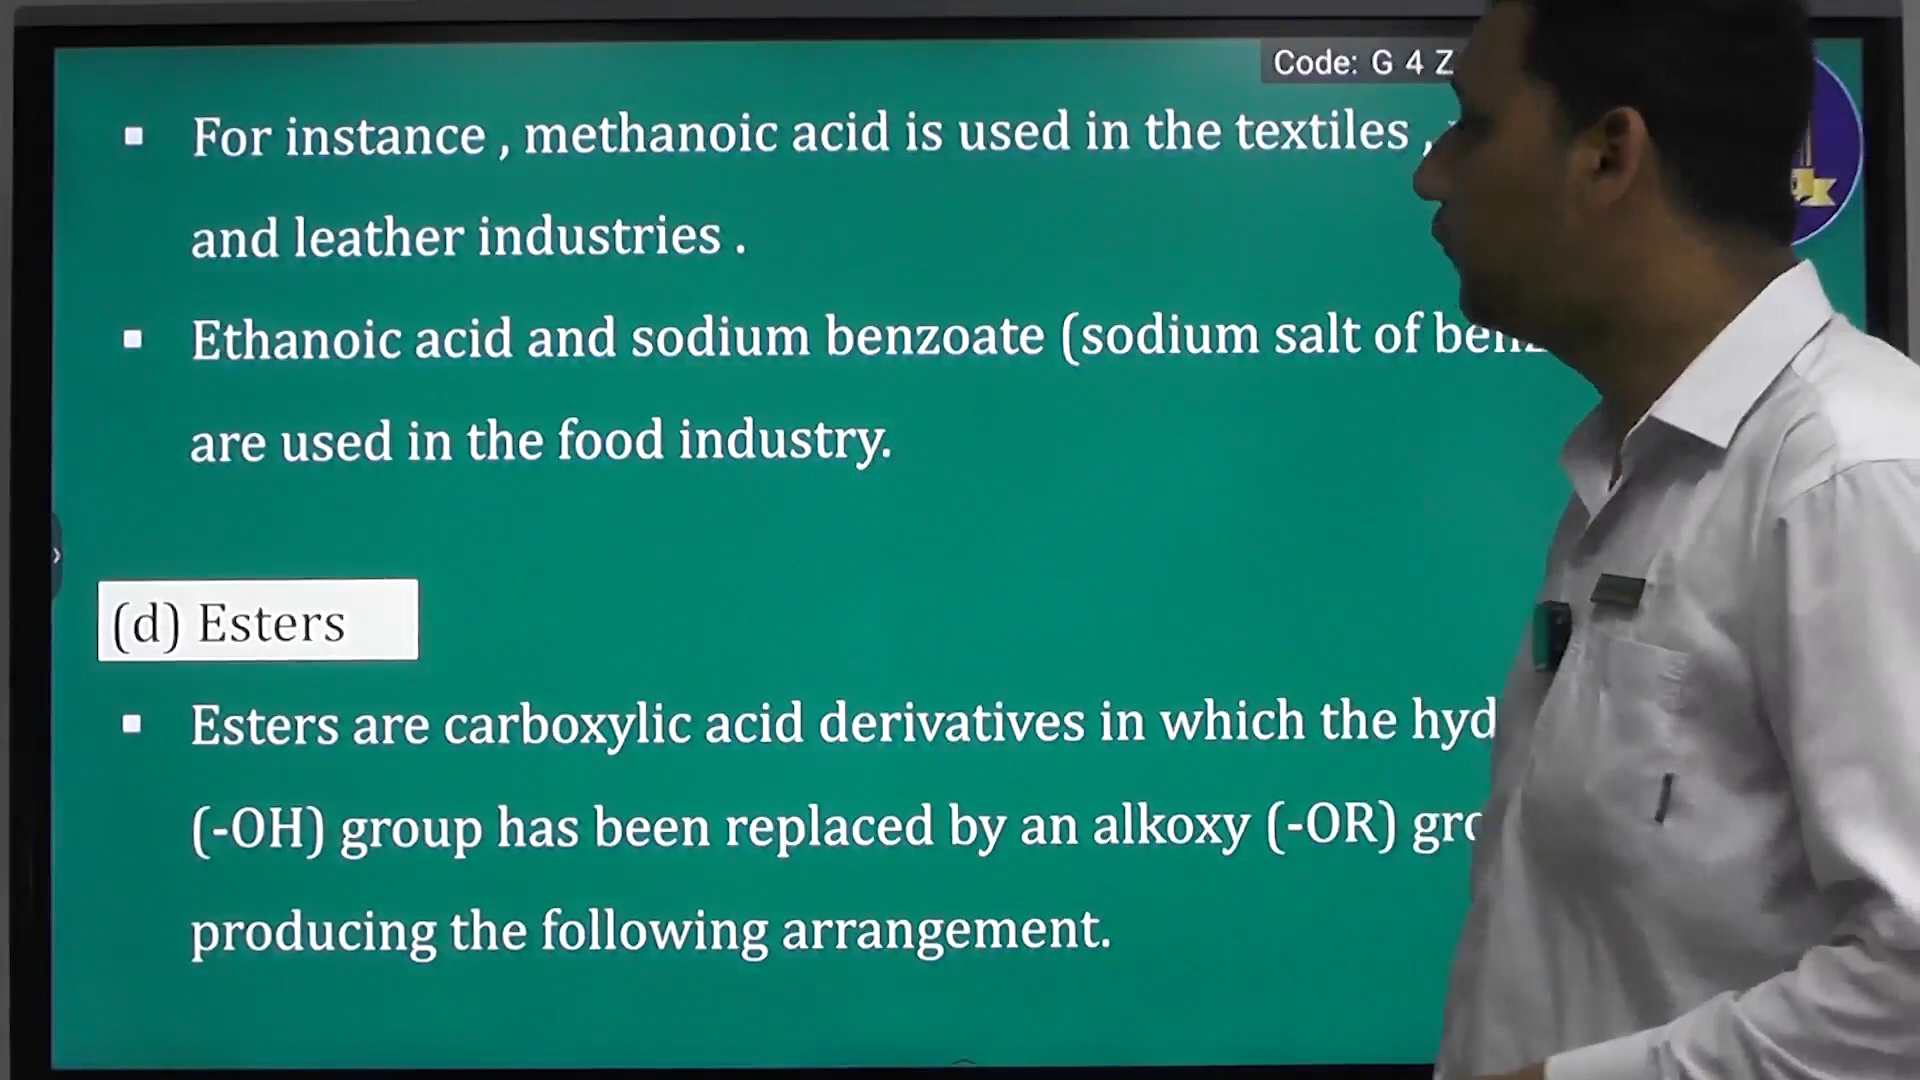 Code: G 4 Z
▪ For instance , methanoic acid is used in the textiles ,
and leather industries .
▪ Ethanoic acid and sodium benzoate (sodium salt of
are used in the food industry.
(d) Esters
▪ Esters are carboxylic acid derivatives in which the
(-OH) group has been replaced by an alkoxy (-OR)
producing the following arrangement.